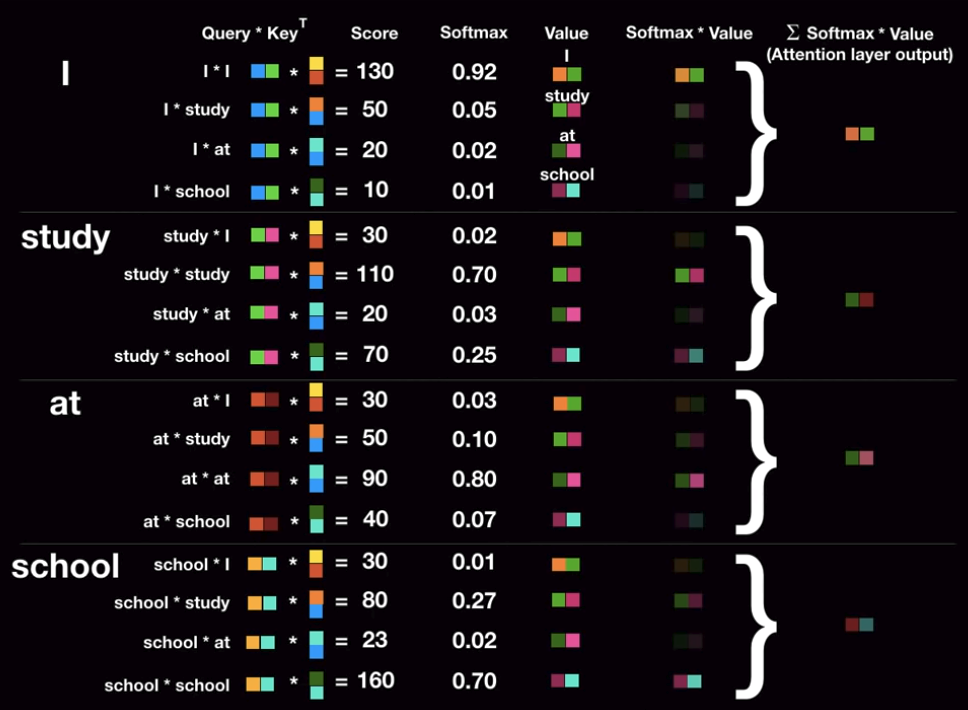 Query * Key^T Score Softmax Value Softmax * Value Σ Softmax * Value
(Attention layer output)
I
I * I * = 130 0.92 I
I * study * = 50 0.05 study
I * at * = 20 0.02 at
I * school * = 10 0.01 school
}
study
study * I * = 30 0.02
study * study * = 110 0.70
study * at * = 20 0.03
study * school * = 70 0.25
}
at
at * I * = 30 0.03
at * study * = 50 0.10
at * at * = 90 0.80
at * school * = 40 0.07
}
school
school * I * = 30 0.01
school * study * = 80 0.27
school * at * = 23 0.02
school * school * = 160 0.70
}